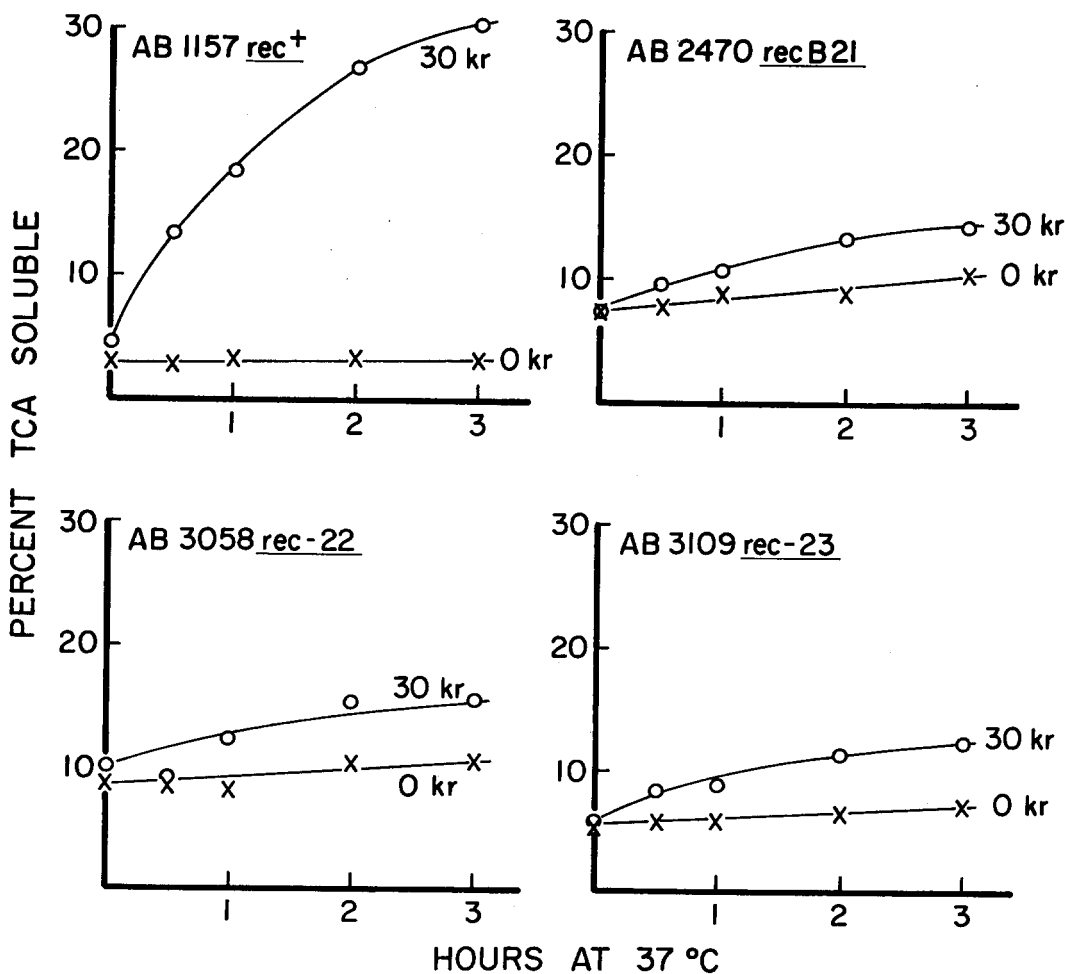 PERCENT TCA SOLUBLE
AB 1157 rec+
30
20
10
30 kr
0 kr
1 2 3
AB 2470 recB21
30
20
10
30 kr
0 kr
1 2 3
AB 3058 rec-22
30
20
10
30 kr
0 kr
1 2 3
AB 3109 rec-23
30
20
10
30 kr
0 kr
1 2 3
HOURS AT 37 °C